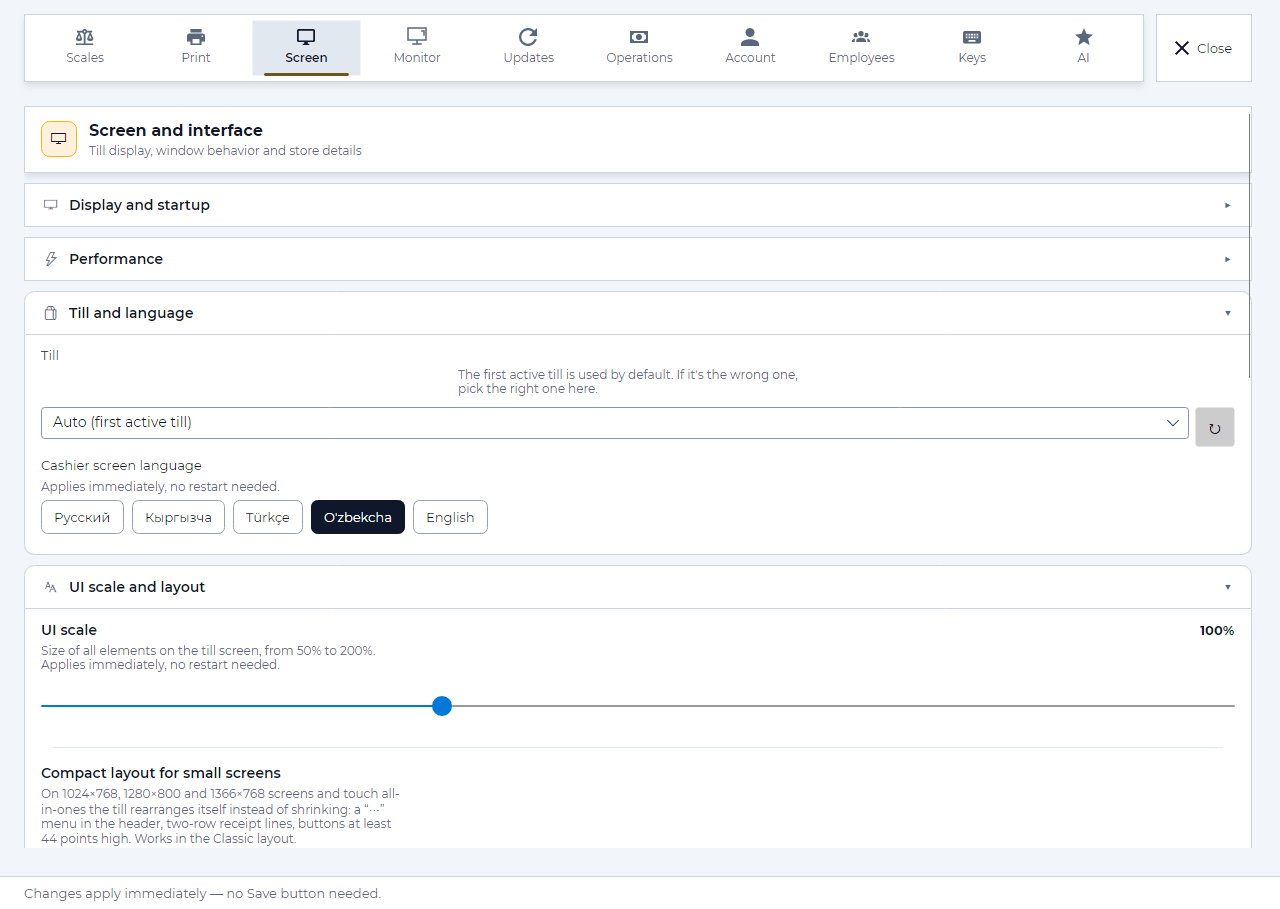 Scales
Print
Screen
Monitor
Updates
Operations
Account
Employees
Keys
AI
Close
Screen and interface
Till display, window behavior and store details
Display and startup
Performance
Till and language
Till
The first active till is used by default. If it's the wrong one,
pick the right one here.
Auto (first active till)
Cashier screen language
Applies immediately, no restart needed.
Русский
Кыргызча
Türkçe
O'zbekcha
English
UI scale and layout
UI scale
100%
Size of all elements on the till screen, from 50% to 200%.
Applies immediately, no restart needed.
Compact layout for small screens
On 1024×768, 1280×800 and 1366×768 screens and touch all-
in-ones the till rearranges itself instead of shrinking: a “⋯”
menu in the header, two-row receipt lines, buttons at least
44 points high. Works in the Classic layout.
Changes apply immediately — no Save button needed.